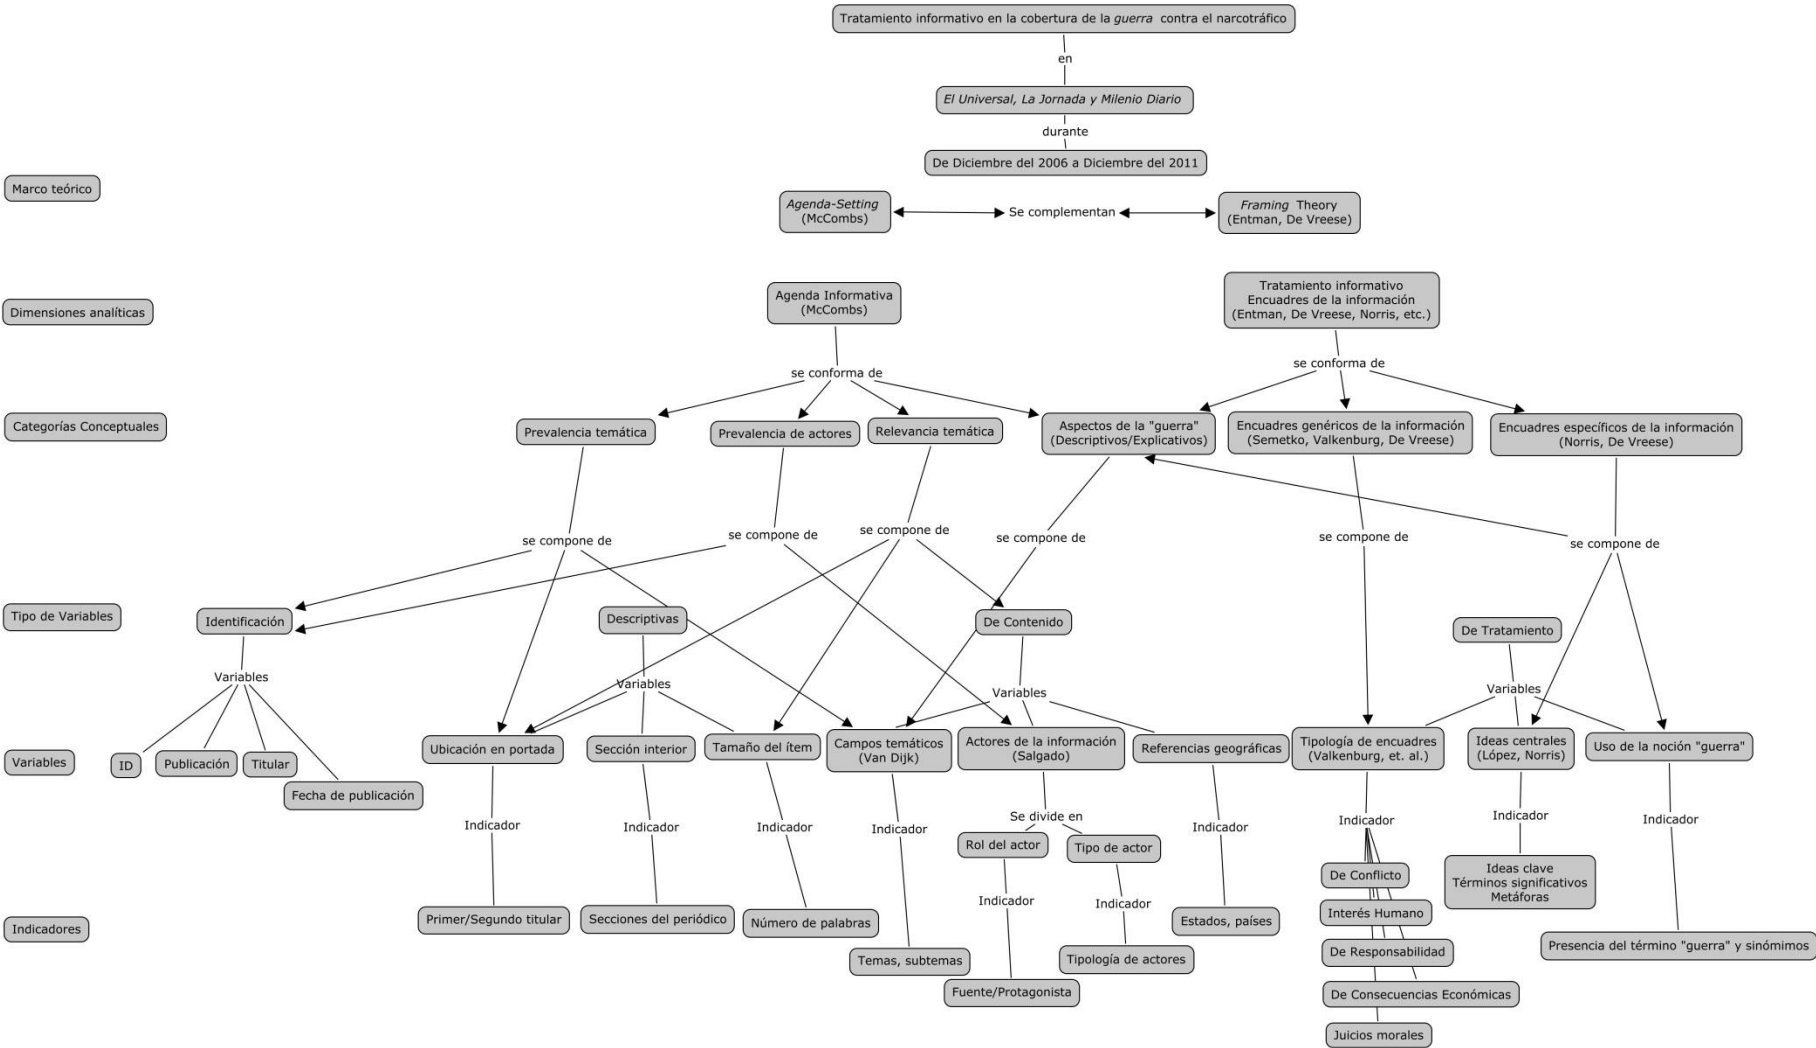 Tratamiento informativo en la cobertura de la guerra contra el narcotráfico
en
El Universal, La Jornada y Milenio Diario
durante
De Diciembre del 2006 a Diciembre del 2011
Marco teórico
Agenda-Setting
(McCombs)
Se complementan
Framing Theory
(Entman, De Vreese)
Dimensiones analíticas
Agenda Informativa
(McCombs)
Tratamiento informativo
Encuadres de la información
(Entman, De Vreese, Norris, etc.)
se conforma de
se conforma de
Categorías Conceptuales
Prevalencia temática
Prevalencia de actores
Relevancia temática
Aspectos de la "guerra"
(Descriptivos/Explicativos)
Encuadres genéricos de la información
(Semetko, Valkenburg, De Vreese)
Encuadres específicos de la información
(Norris, De Vreese)
se compone de
se compone de
se compone de
se compone de
se compone de
se compone de
Tipo de Variables
Identificación
Descriptivas
De Contenido
De Tratamiento
Variables
Variables
Variables
Variables
Variables
ID
Publicación
Titular
Fecha de publicación
Ubicación en portada
Sección interior
Tamaño del ítem
Campos temáticos
(Van Dijk)
Actores de la información
(Salgado)
Referencias geográficas
Tipología de encuadres
(Valkenburg, et. al.)
Ideas centrales
(López, Norris)
Uso de la noción "guerra"
Indicador
Indicador
Indicador
Indicador
Se divide en
Indicador
Indicador
Indicador
Indicador
Rol del actor
Tipo de actor
Indicador
Indicador
De Conflicto
Interés Humano
De Responsabilidad
De Consecuencias Económicas
Juicios morales
Ideas clave
Términos significativos
Metáforas
Indicadores
Primer/Segundo titular
Secciones del periódico
Número de palabras
Temas, subtemas
Fuente/Protagonista
Tipología de actores
Estados, países
Presencia del término "guerra" y sinómimos